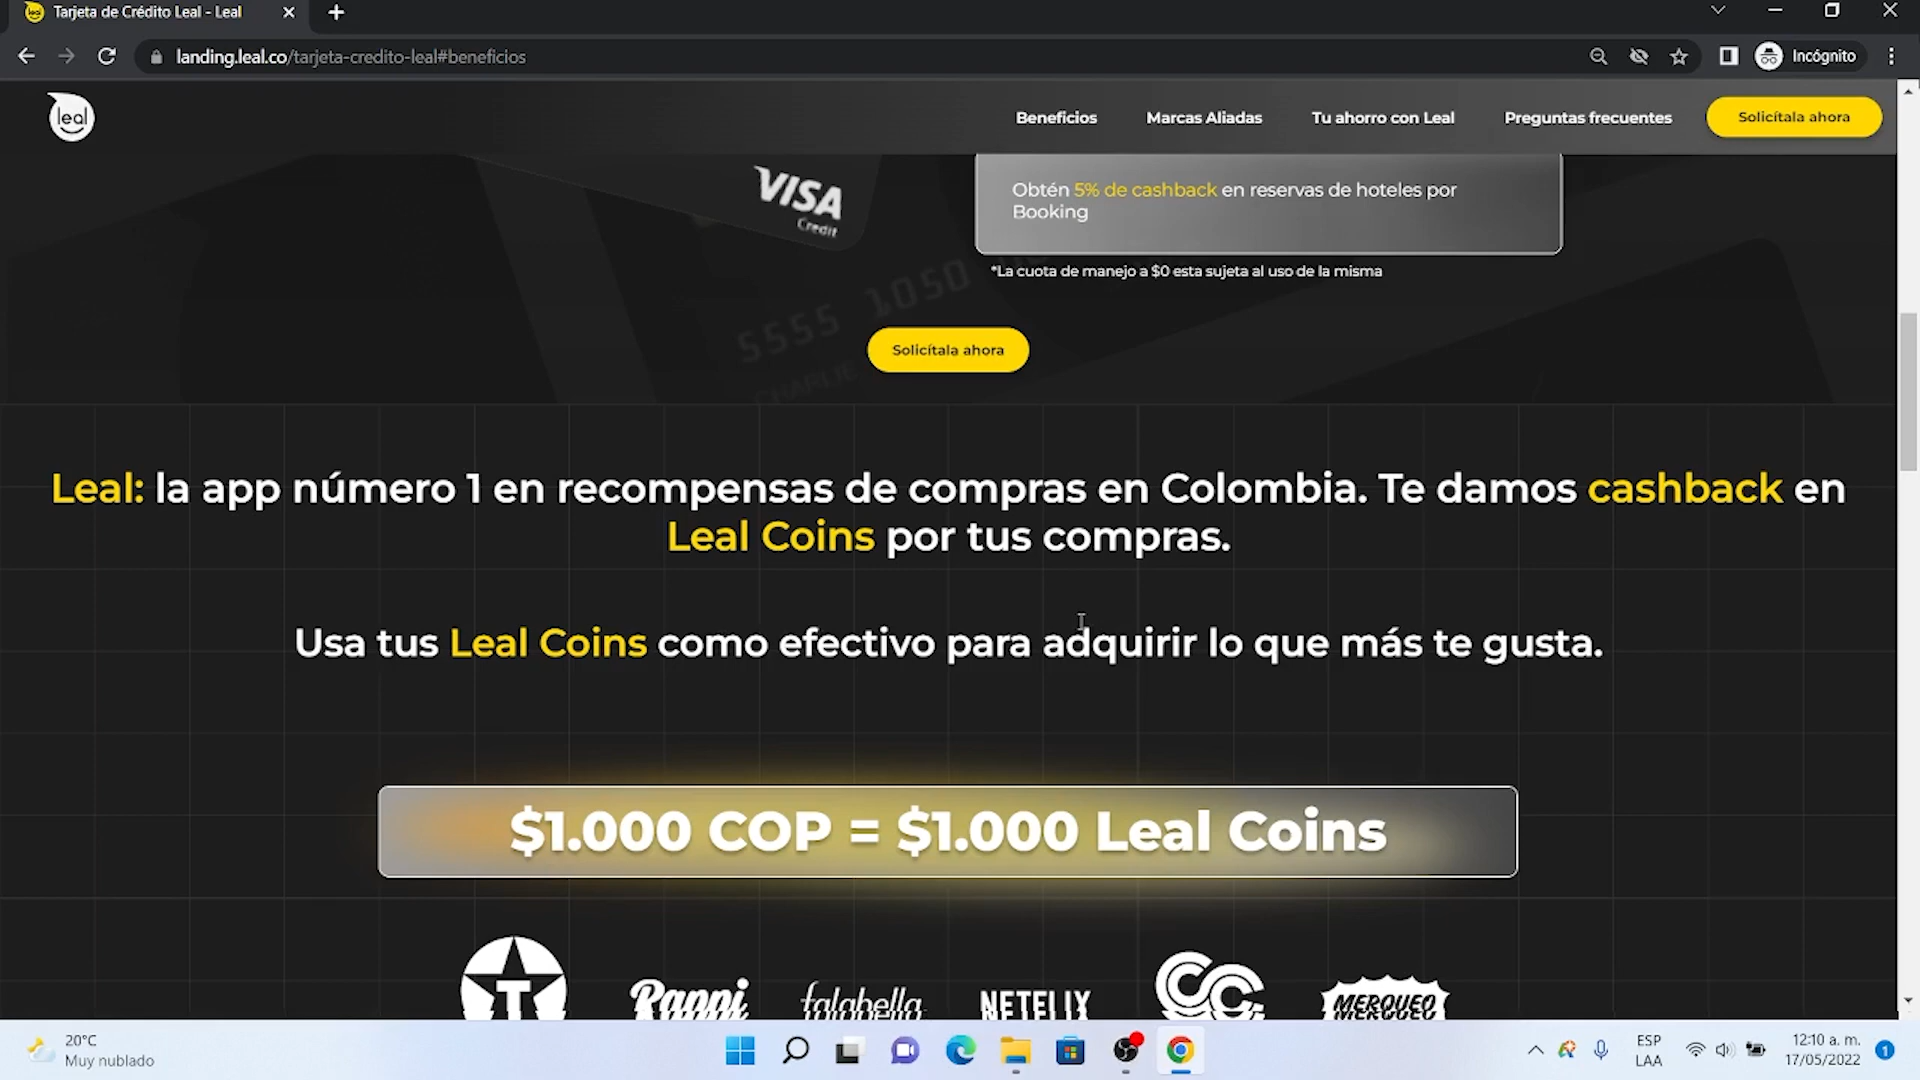 Tarjeta de Crédito Leal - Leal
landing.leal.co/tarjeta-credito-leal#beneficios
Incógnito
leal
Beneficios
Marcas Aliadas
Tu ahorro con Leal
Preguntas frecuentes
Solicítala ahora
VISA
Credit
Obtén 5% de cashback en reservas de hoteles por
Booking
*La cuota de manejo a $0 esta sujeta al uso de la misma
5555 1050
CHARLIE
Solicítala ahora
Leal: la app número 1 en recompensas de compras en Colombia. Te damos cashback en
Leal Coins por tus compras.
Usa tus Leal Coins como efectivo para adquirir lo que más te gusta.
$1.000 COP = $1.000 Leal Coins
T
Rappi
falabella.
NETFLIX
CC
MERQUEO
20°C
Muy nublado
ESP
LAA
12:10 a. m.
17/05/2022
1